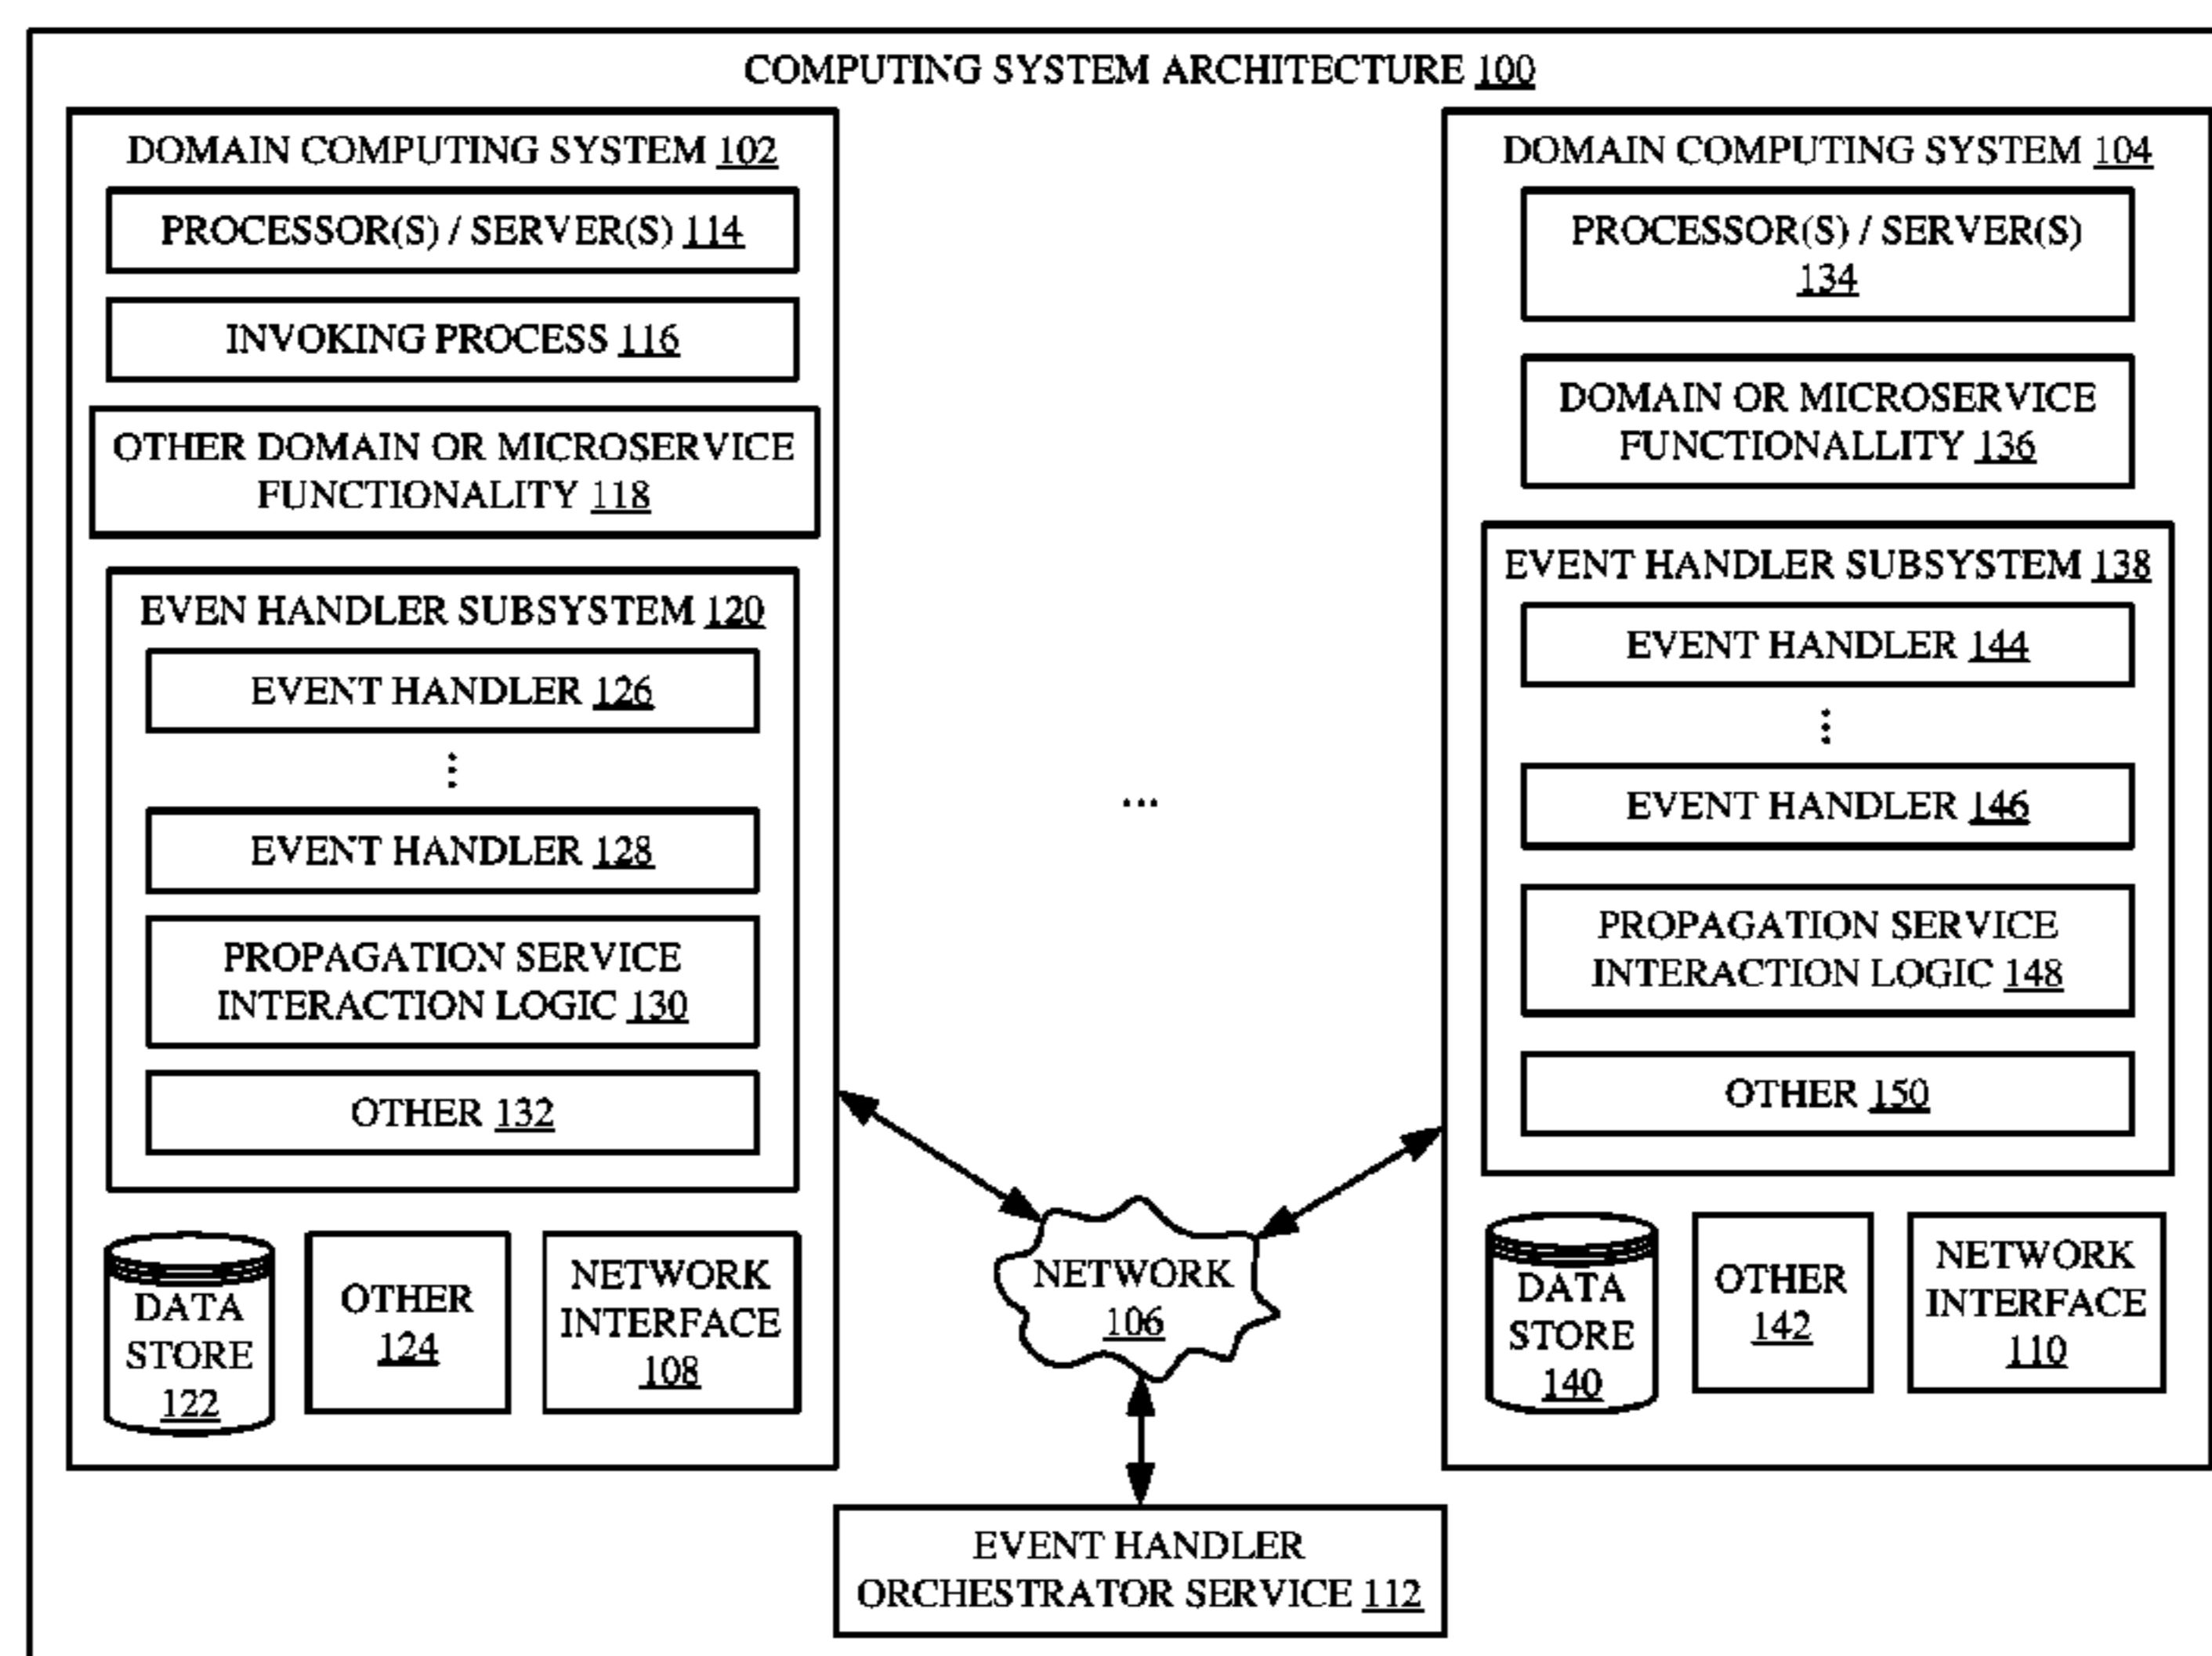 COMPUTING SYSTEM ARCHITECTURE 100
DOMAIN COMPUTING SYSTEM 102
PROCESSOR(S) / SERVER(S) 114
INVOKING PROCESS 116
OTHER DOMAIN OR MICROSERVICE
FUNCTIONALITY 118
EVEN HANDLER SUBSYSTEM 120
EVENT HANDLER 126
⋮
EVENT HANDLER 128
PROPAGATION SERVICE
INTERACTION LOGIC 130
OTHER 132
DATA
STORE
122
OTHER
124
NETWORK
INTERFACE
108
...
NETWORK
106
EVENT HANDLER
ORCHESTRATOR SERVICE 112
DOMAIN COMPUTING SYSTEM 104
PROCESSOR(S) / SERVER(S)
134
DOMAIN OR MICROSERVICE
FUNCTIONALLITY 136
EVENT HANDLER SUBSYSTEM 138
EVENT HANDLER 144
⋮
EVENT HANDLER 146
PROPAGATION SERVICE
INTERACTION LOGIC 148
OTHER 150
DATA
STORE
140
OTHER
142
NETWORK
INTERFACE
110